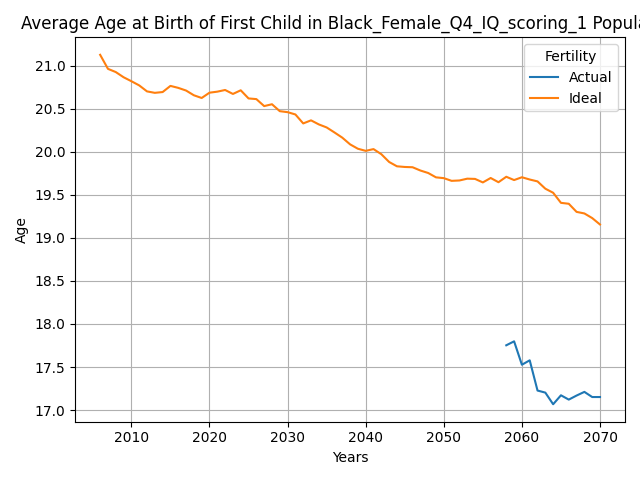 Average Age at Birth of First Child in Black_Female_Q4_IQ_scoring_1 Popula
Fertility
Actual
Ideal
21.0
20.5
20.0
19.5
19.0
18.5
18.0
17.5
17.0
Age
2010 2020 2030 2040 2050 2060 2070
Years